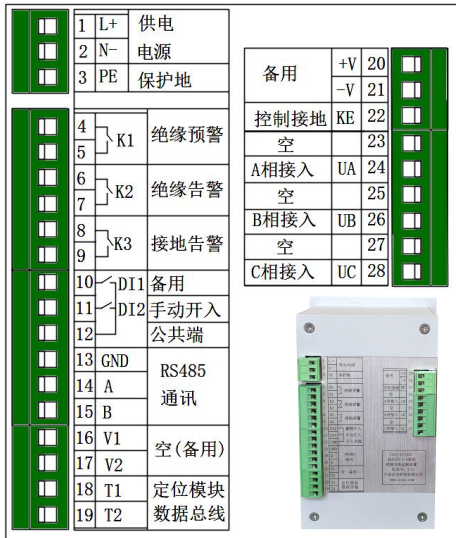 1 L+ 供电
2 N- 电源
3 PE 保护地
4
5
K1 绝缘预警
6
7
K2 绝缘告警
8
9
K3 接地告警
10 DI1 备用
11 DI2 手动开入
12 公共端
13 GND
14 A
15 B
RS485
通讯
16 V1
17 V2
空(备用)
18 T1 定位模块
19 T2 数据总线
备用
+V 20
-V 21
控制接地 KE 22
空 23
A相接入 UA 24
空 25
B相接入 UB 26
空 27
C相接入 UC 28